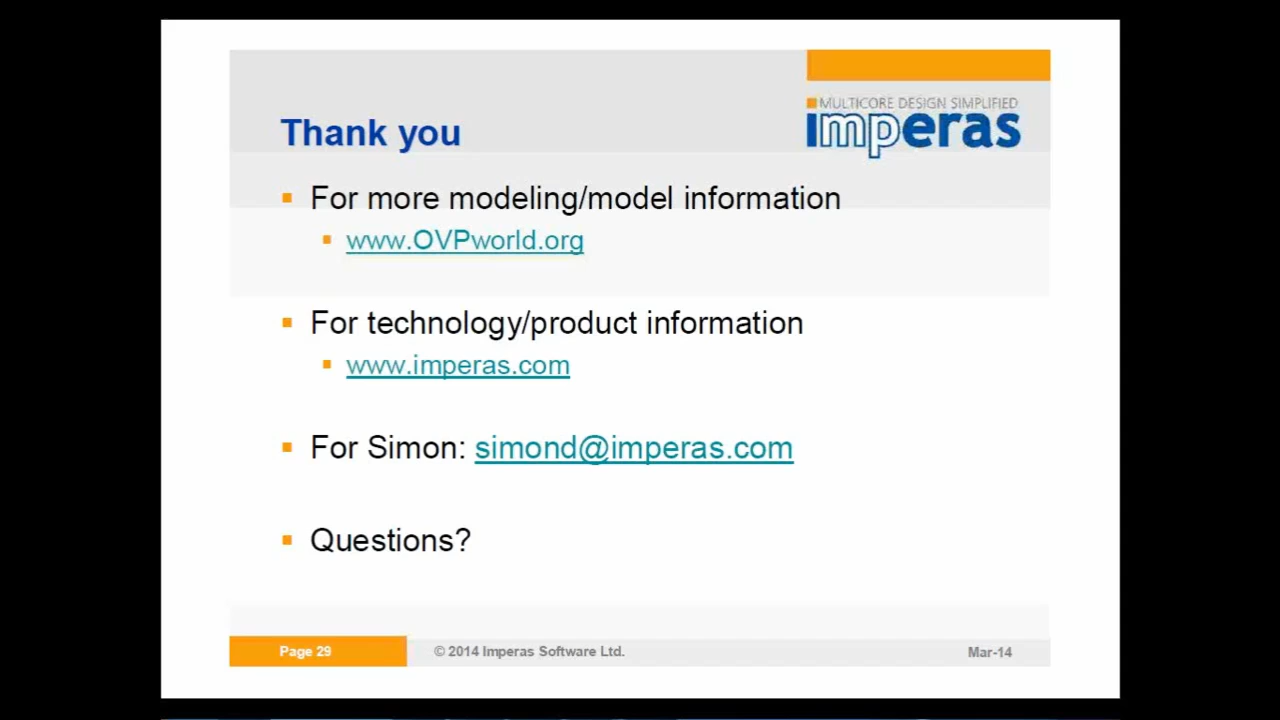 MULTICORE DESIGN SIMPLIFIED
imperas
Thank you
For more modeling/model information
www.OVPworld.org
For technology/product information
www.imperas.com
For Simon: simond@imperas.com
Questions?
Page 29
© 2014 Imperas Software Ltd.
Mar-14